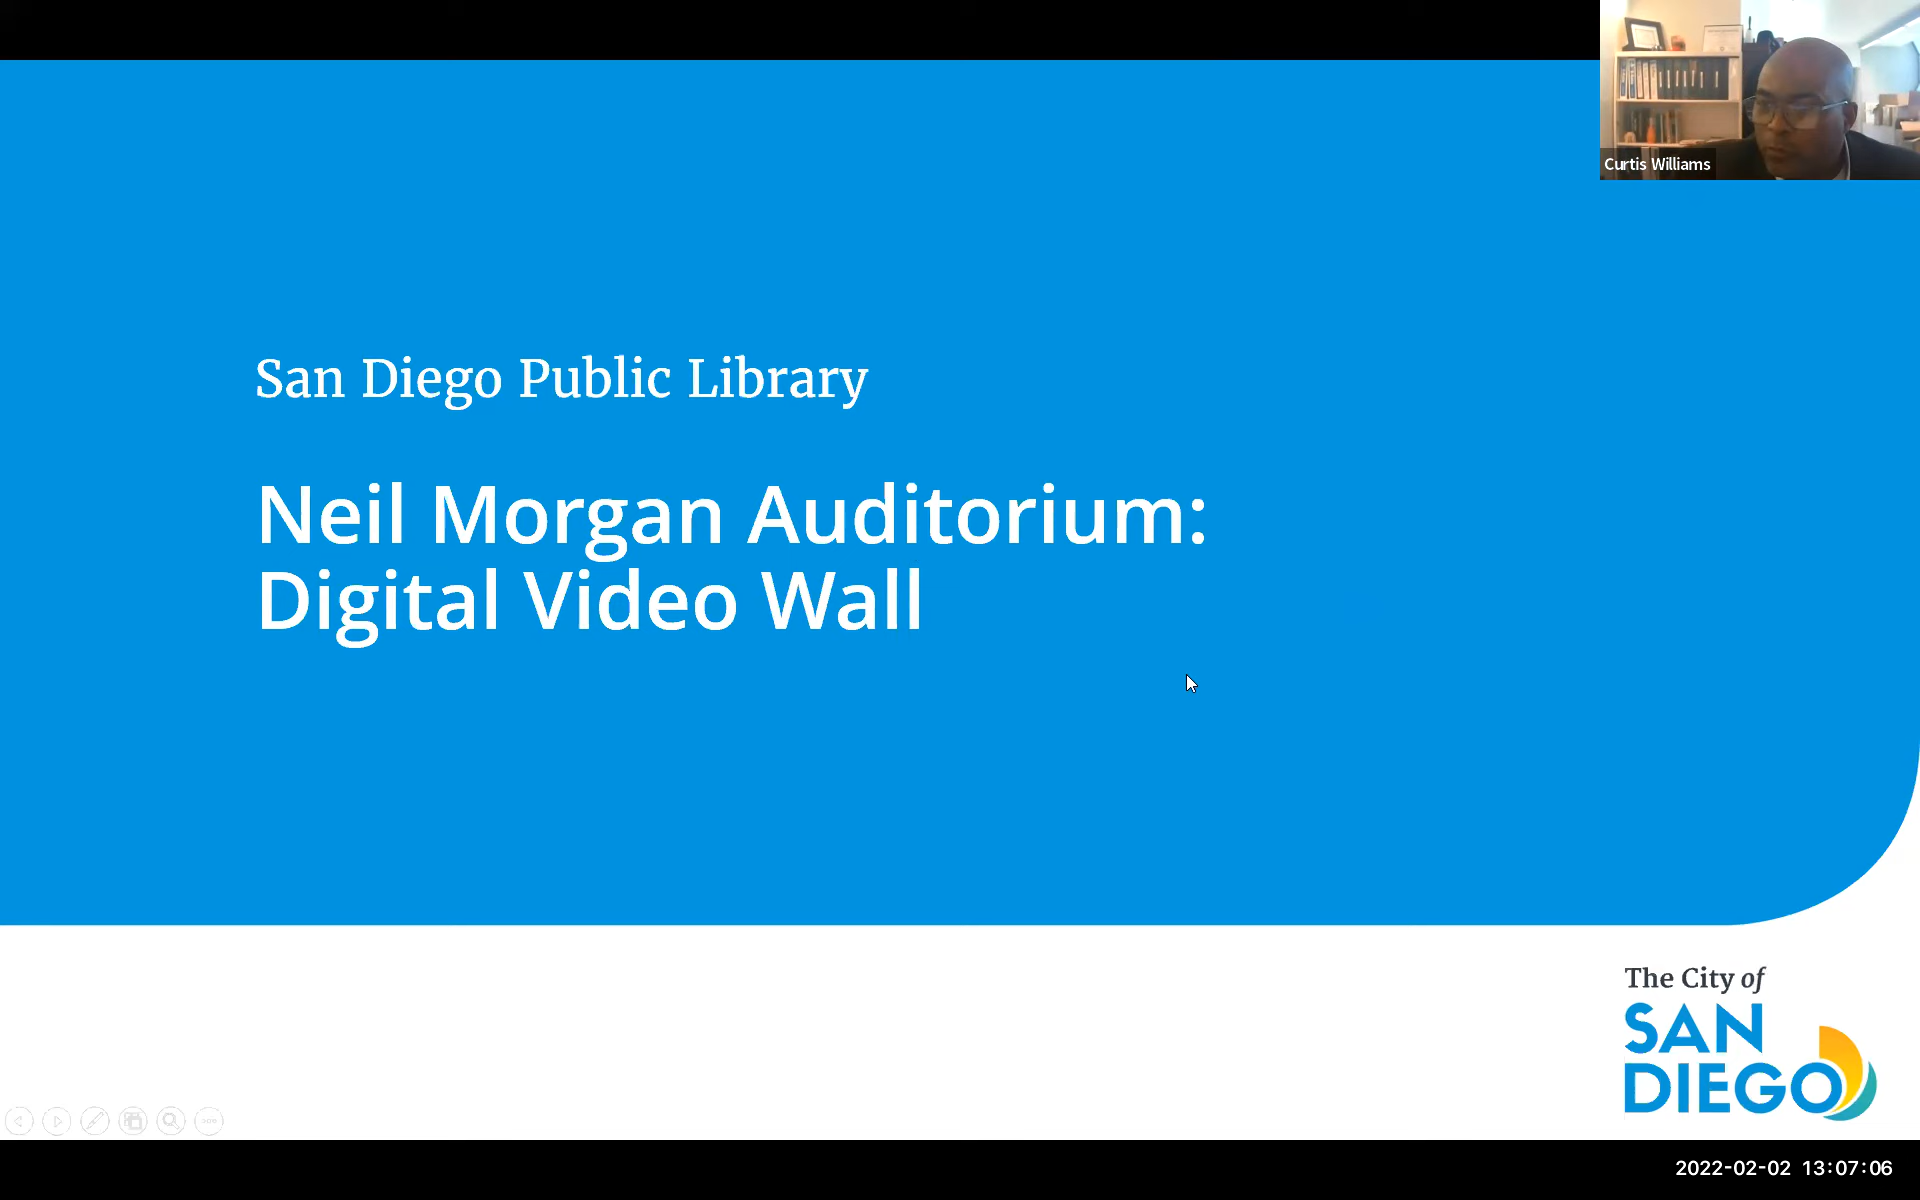 Curtis Williams
San Diego Public Library
Neil Morgan Auditorium:
Digital Video Wall
The City of
SAN
DIEGO
2022-02-02 13:07:06